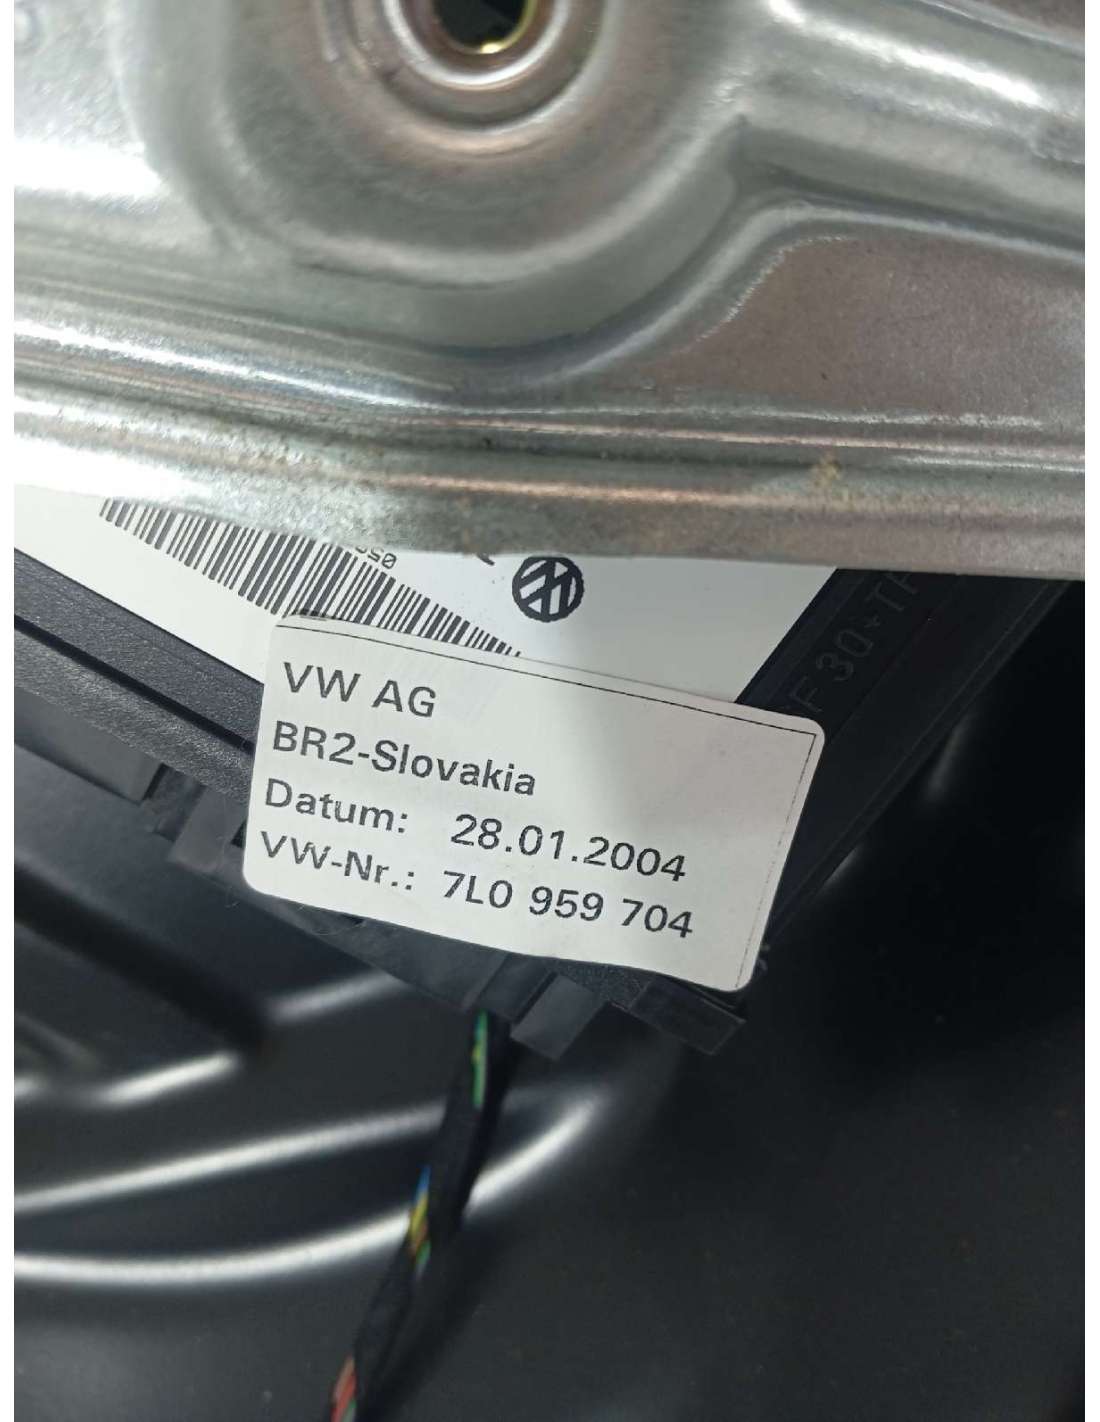 VW AG
BR2-Slovakia
Datum: 28.01.2004
VW-Nr.: 7L0 959 704